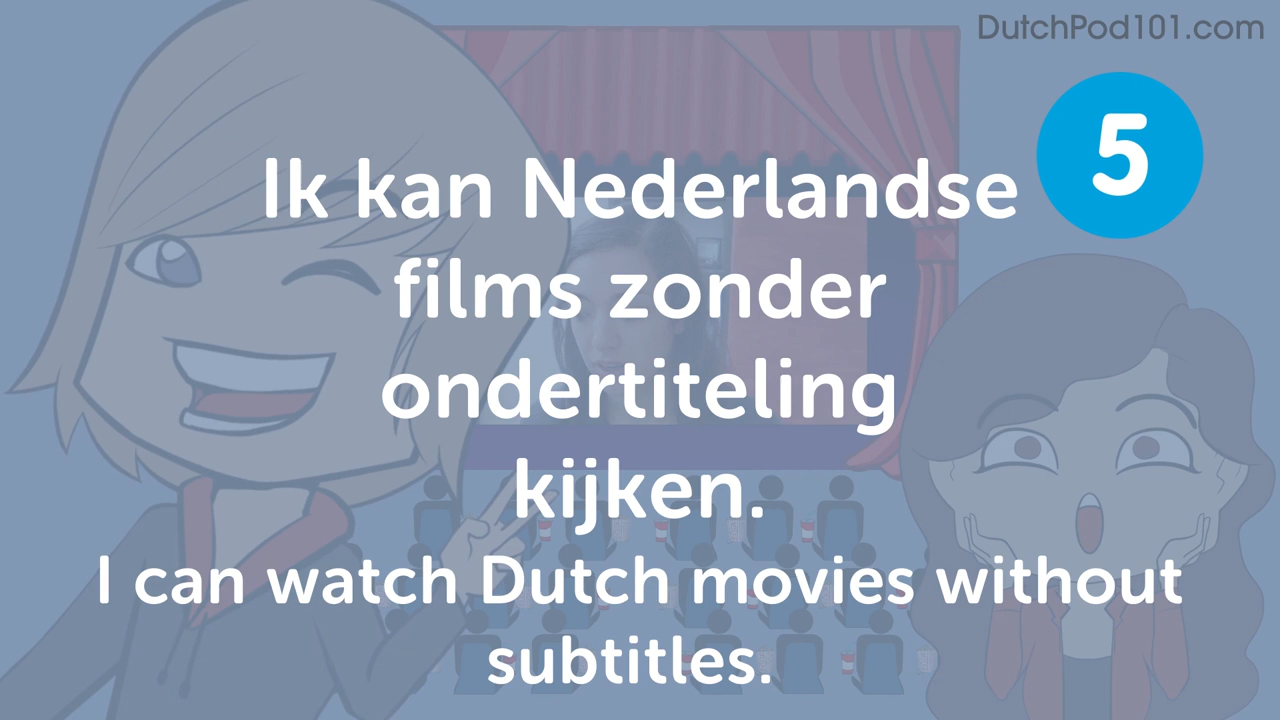 DutchPod101.com
5
Ik kan Nederlandse
films zonder
ondertiteling
kijken.
I can watch Dutch movies without
subtitles.